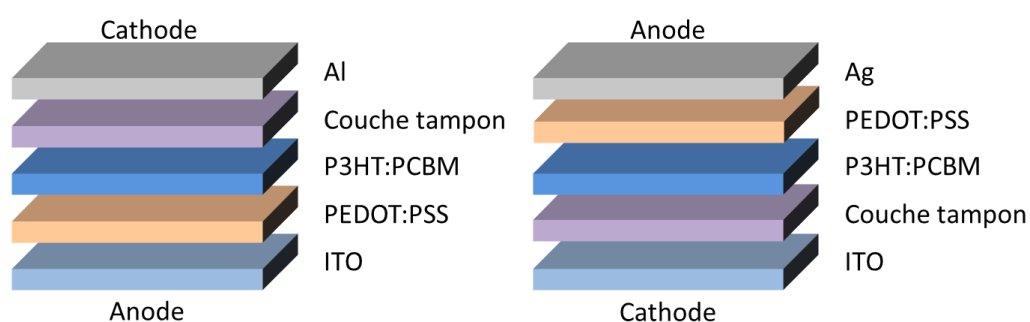 Cathode
Al
Couche tampon
P3HT:PCBM
PEDOT:PSS
ITO
Anode
Anode
Ag
PEDOT:PSS
P3HT:PCBM
Couche tampon
ITO
Cathode